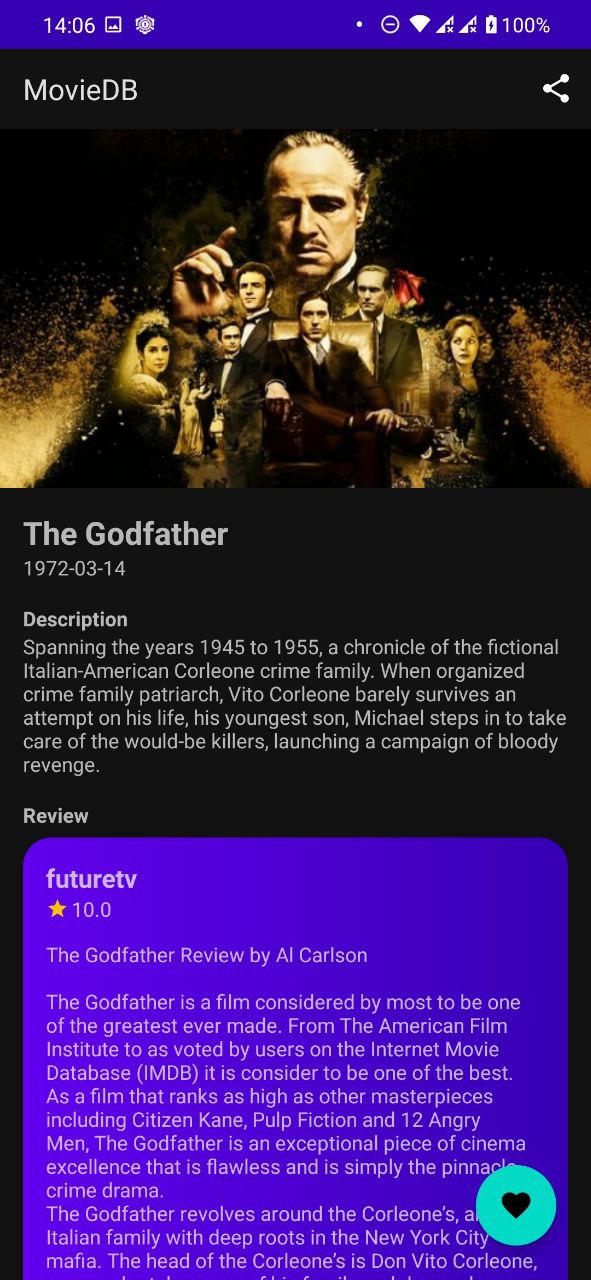 14:06
100%
MovieDB
The Godfather
1972-03-14
Description
Spanning the years 1945 to 1955, a chronicle of the fictional
Italian-American Corleone crime family. When organized
crime family patriarch, Vito Corleone barely survives an
attempt on his life, his youngest son, Michael steps in to take
care of the would-be killers, launching a campaign of bloody
revenge.
Review
futuretv
10.0
The Godfather Review by Al Carlson
The Godfather is a film considered by most to be one
of the greatest ever made. From The American Film
Institute to as voted by users on the Internet Movie
Database (IMDB) it is consider to be one of the best.
As a film that ranks as high as other masterpieces
including Citizen Kane, Pulp Fiction and 12 Angry
Men, The Godfather is an exceptional piece of cinema
excellence that is flawless and is simply the pinnacle
crime drama.
The Godfather revolves around the Corleone’s, an
Italian family with deep roots in the New York City
mafia. The head of the Corleone’s is Don Vito Corleone,